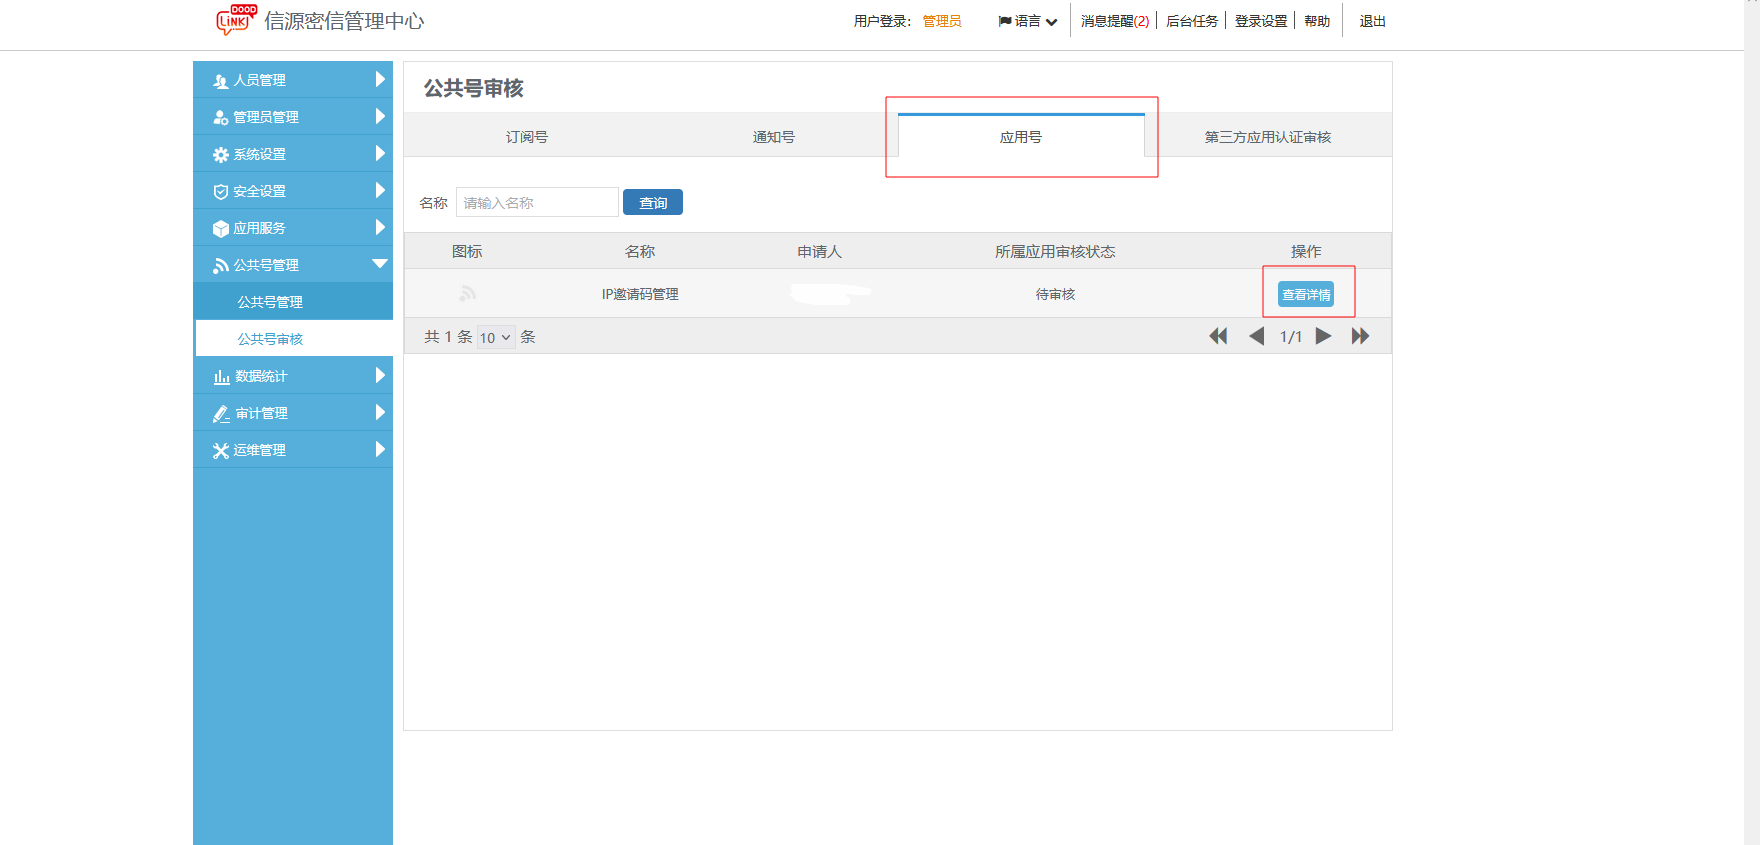 DOOD
LiNK
信源密信管理中心
用户登录： 管理员 语言 消息提醒(2) 后台任务 登录设置 帮助 退出
人员管理
管理员管理
系统设置
安全设置
应用服务
公共号管理
公共号管理
公共号审核
数据统计
审计管理
运维管理
公共号审核
订阅号 通知号 应用号 第三方应用认证审核
名称 请输入名称 查询
图标 名称 申请人 所属应用审核状态 操作
IP邀请码管理 待审核 查看详情
共 1 条 10 条 1/1